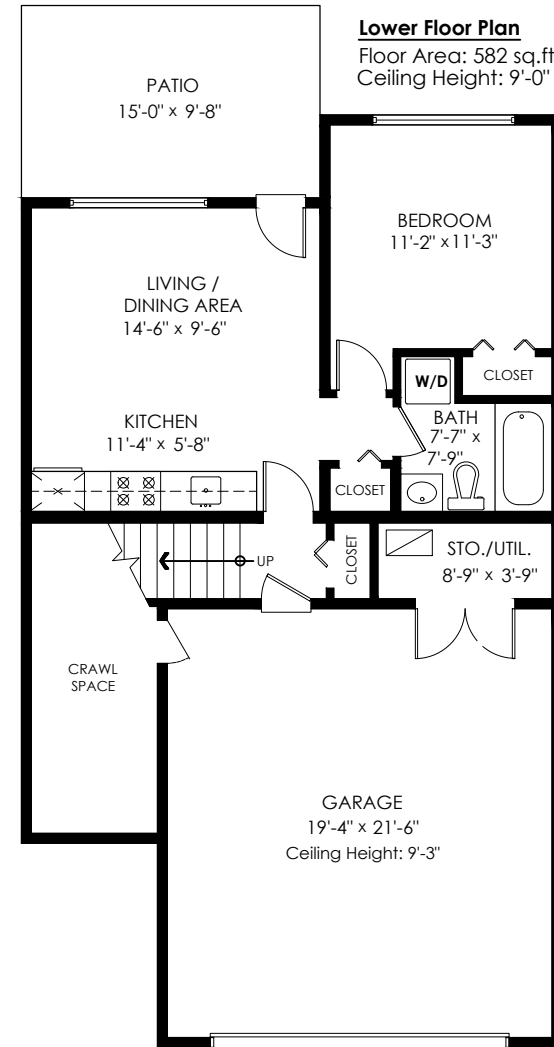 Lower Floor Plan
Floor Area: 582 sq.ft
Ceiling Height: 9'-0"
PATIO
15'-0" x 9'-8"
BEDROOM
11'-2" x11'-3"
LIVING /
DINING AREA
14'-6" x 9'-6"
W/D
CLOSET
KITCHEN
11'-4" x 5'-8"
BATH
7'-7" x
7'-9"
CLOSET
UP
CLOSET
STO./UTIL.
8'-9" x 3'-9"
CRAWL
SPACE
GARAGE
19'-4" x 21'-6"
Ceiling Height: 9'-3"